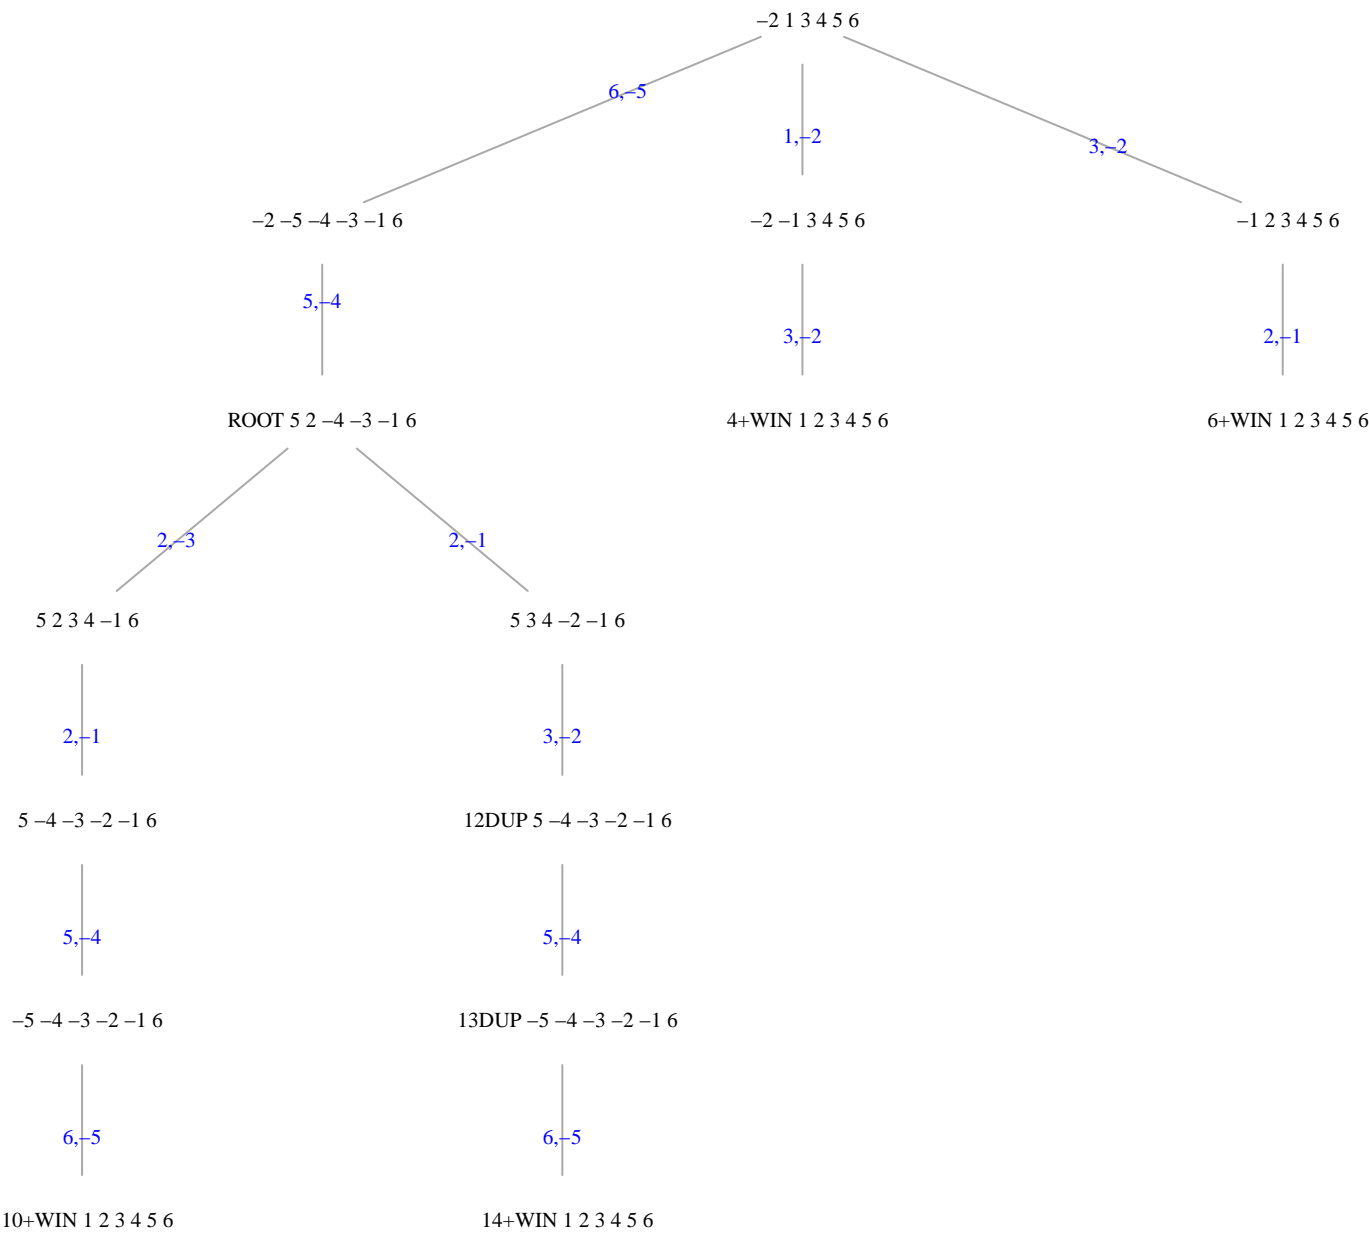 –2 1 3 4 5 6
6,–5
1,–2
3,–2
–2 –5 –4 –3 –1 6
–2 –1 3 4 5 6
–1 2 3 4 5 6
5,–4
3,–2
2,–1
ROOT 5 2 –4 –3 –1 6
4+WIN 1 2 3 4 5 6
6+WIN 1 2 3 4 5 6
2,–3
2,–1
5 2 3 4 –1 6
5 3 4 –2 –1 6
2,–1
3,–2
5 –4 –3 –2 –1 6
12DUP 5 –4 –3 –2 –1 6
5,–4
5,–4
–5 –4 –3 –2 –1 6
13DUP –5 –4 –3 –2 –1 6
6,–5
6,–5
10+WIN 1 2 3 4 5 6
14+WIN 1 2 3 4 5 6